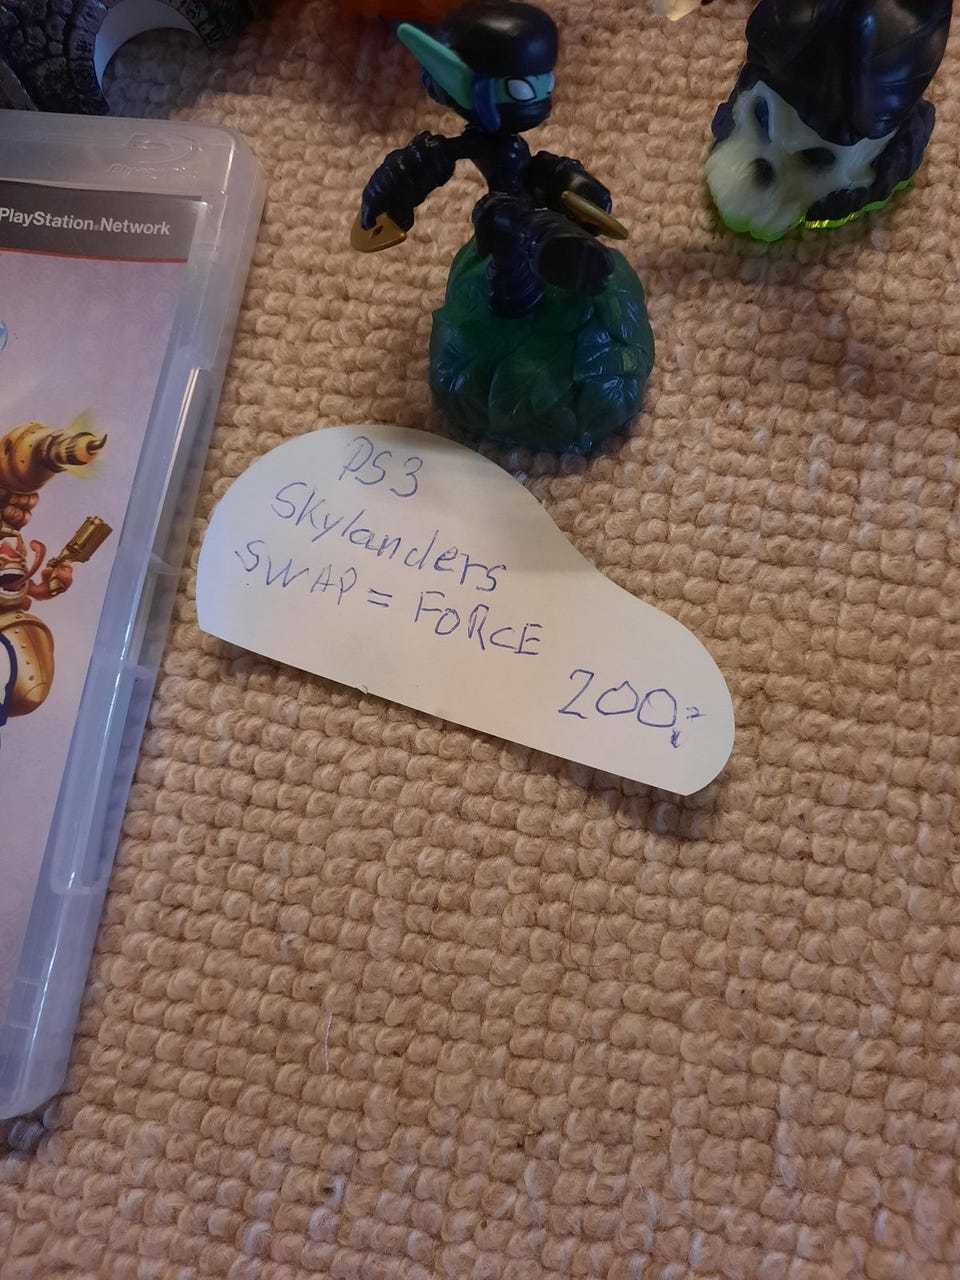 PlayStation Network
PS3
Skylanders
SWAP = FORCE
200:-